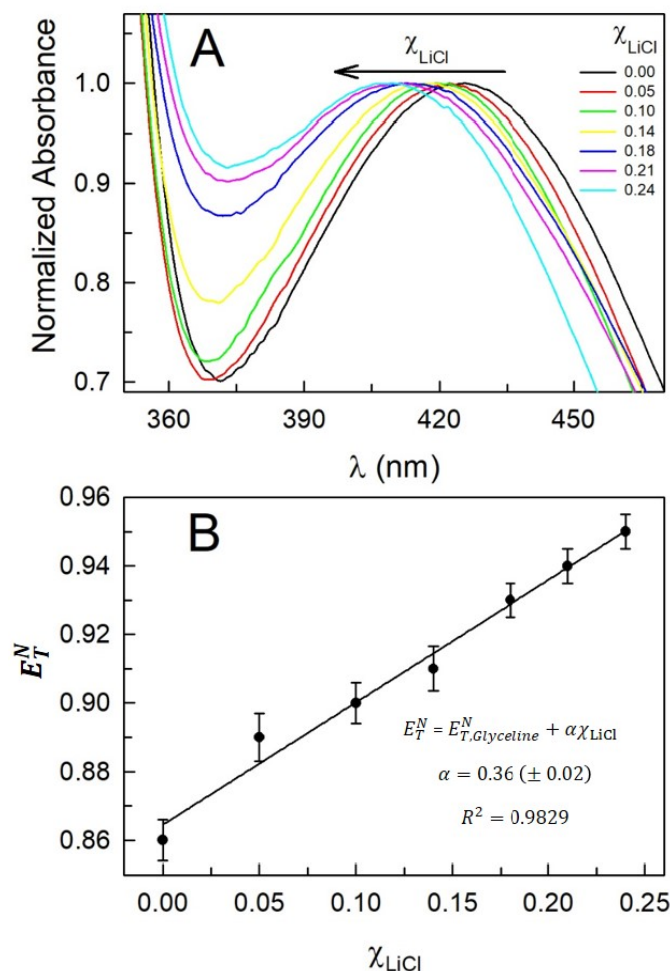 A
χLiCl
χLiCl
0.00
0.05
0.10
0.14
0.18
0.21
0.24
Normalized Absorbance
1.0
0.9
0.8
0.7
360 390 420 450
λ (nm)
B
0.96
0.94
0.92
0.90
0.88
0.86
E_T^N
E_T^N = E_{T,Glyceline}^N + αχLiCl
α = 0.36 (± 0.02)
R² = 0.9829
0.00 0.05 0.10 0.15 0.20 0.25
χLiCl